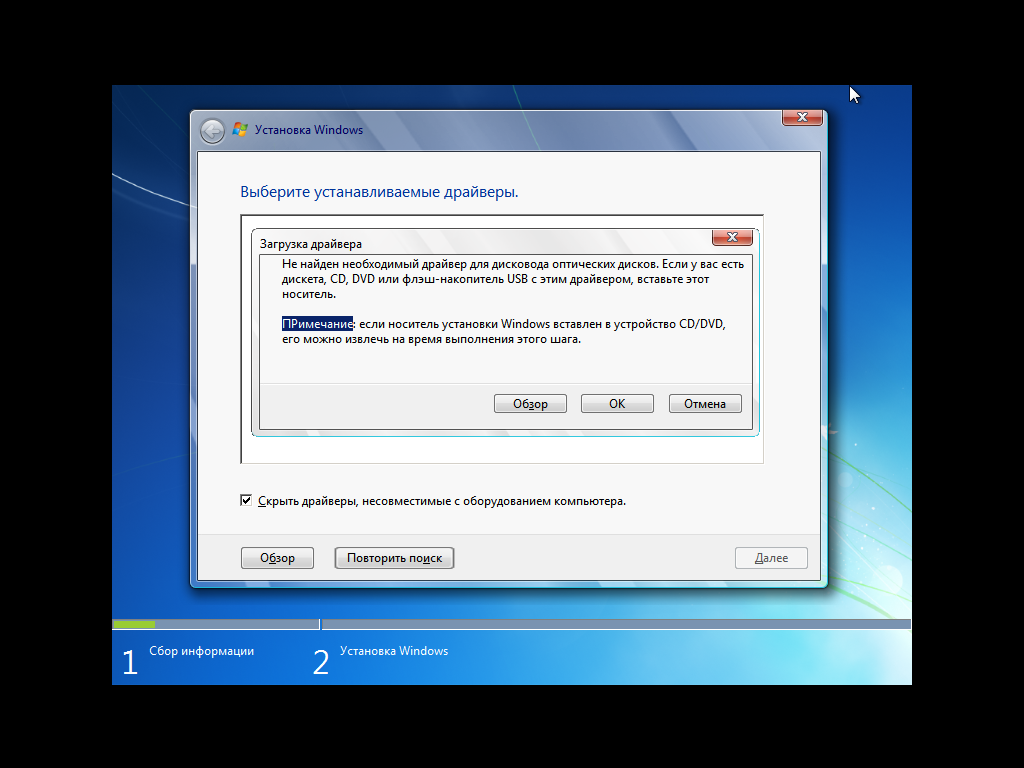 Установка Windows
Выберите устанавливаемые драйверы.
Загрузка драйвера
Не найден необходимый драйвер для дисковода оптических дисков. Если у вас есть
дискета, CD, DVD или флэш-накопитель USB с этим драйвером, вставьте этот
носитель.
ПРимечание: если носитель установки Windows вставлен в устройство CD/DVD,
его можно извлечь на время выполнения этого шага.
Обзор
ОК
Отмена
Скрыть драйверы, несовместимые с оборудованием компьютера.
Обзор
Повторить поиск
Далее
1 Сбор информации
2 Установка Windows